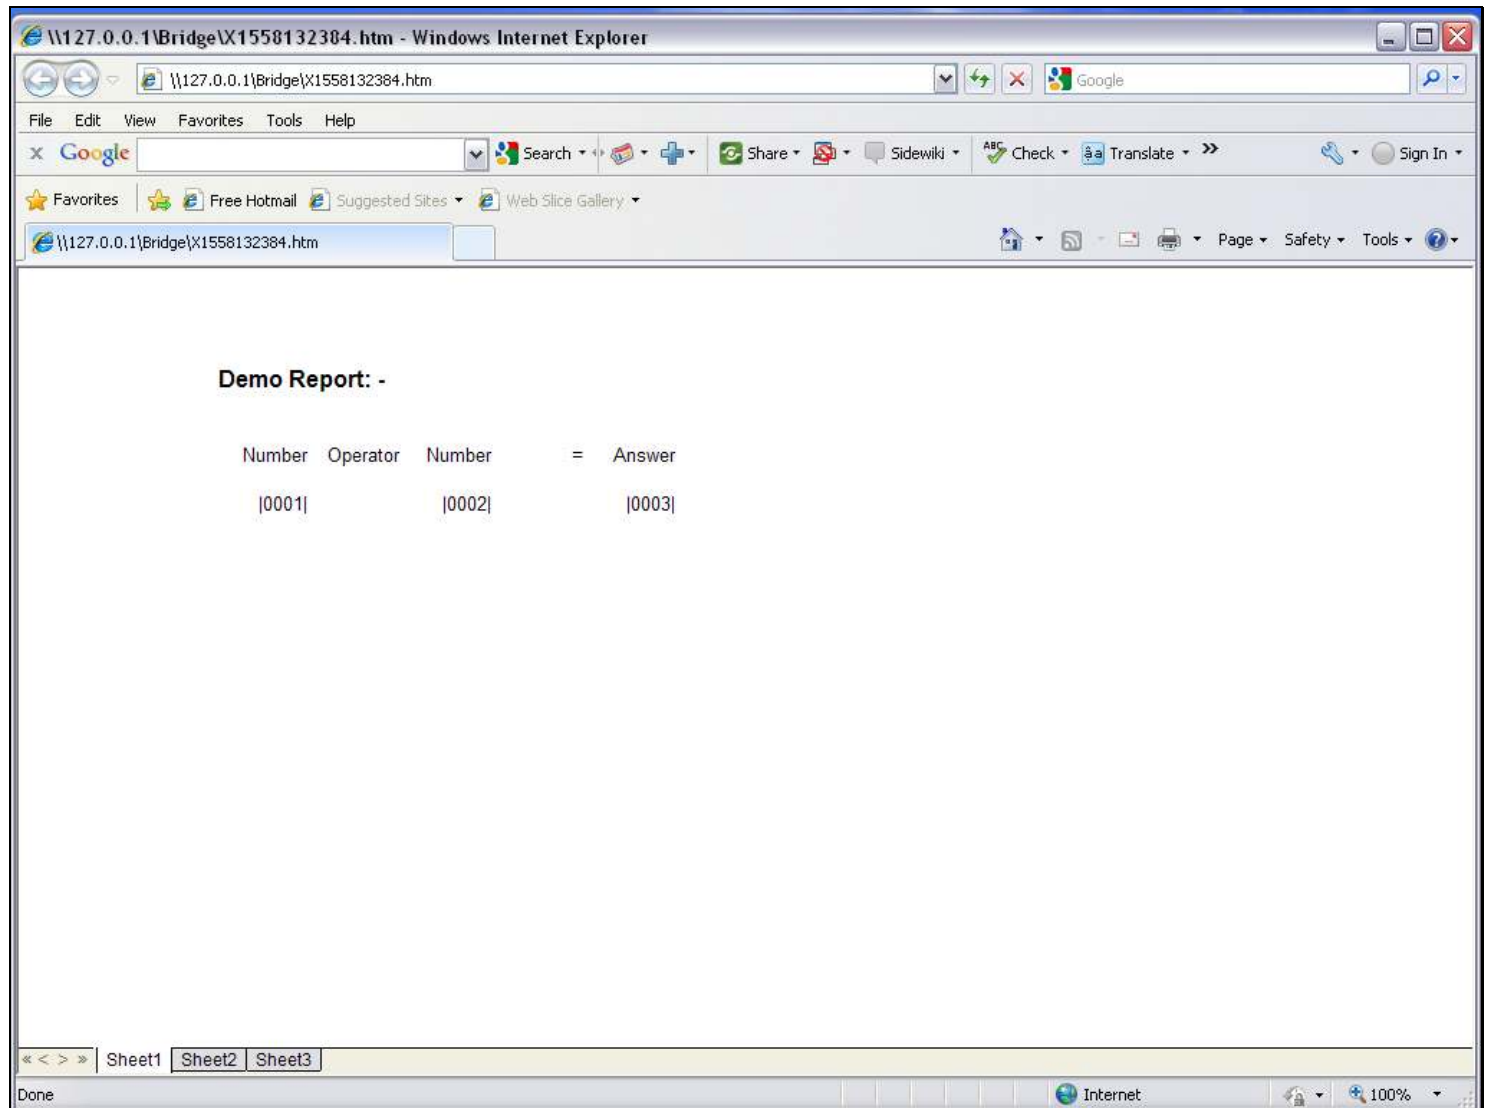 \\127.0.0.1\Bridge\X1558132384.htm - Windows Internet Explorer
\\127.0.0.1\Bridge\X1558132384.htm Google
File Edit View Favorites Tools Help
x Google Search Share Sidewiki ABC Check âa Translate » Sign In
Favorites Free Hotmail Suggested Sites Web Slice Gallery
\\127.0.0.1\Bridge\X1558132384.htm Page Safety Tools
Demo Report: -
Number Operator Number = Answer
|0001| |0002| |0003|
« < > » Sheet1 Sheet2 Sheet3
Done Internet 100%